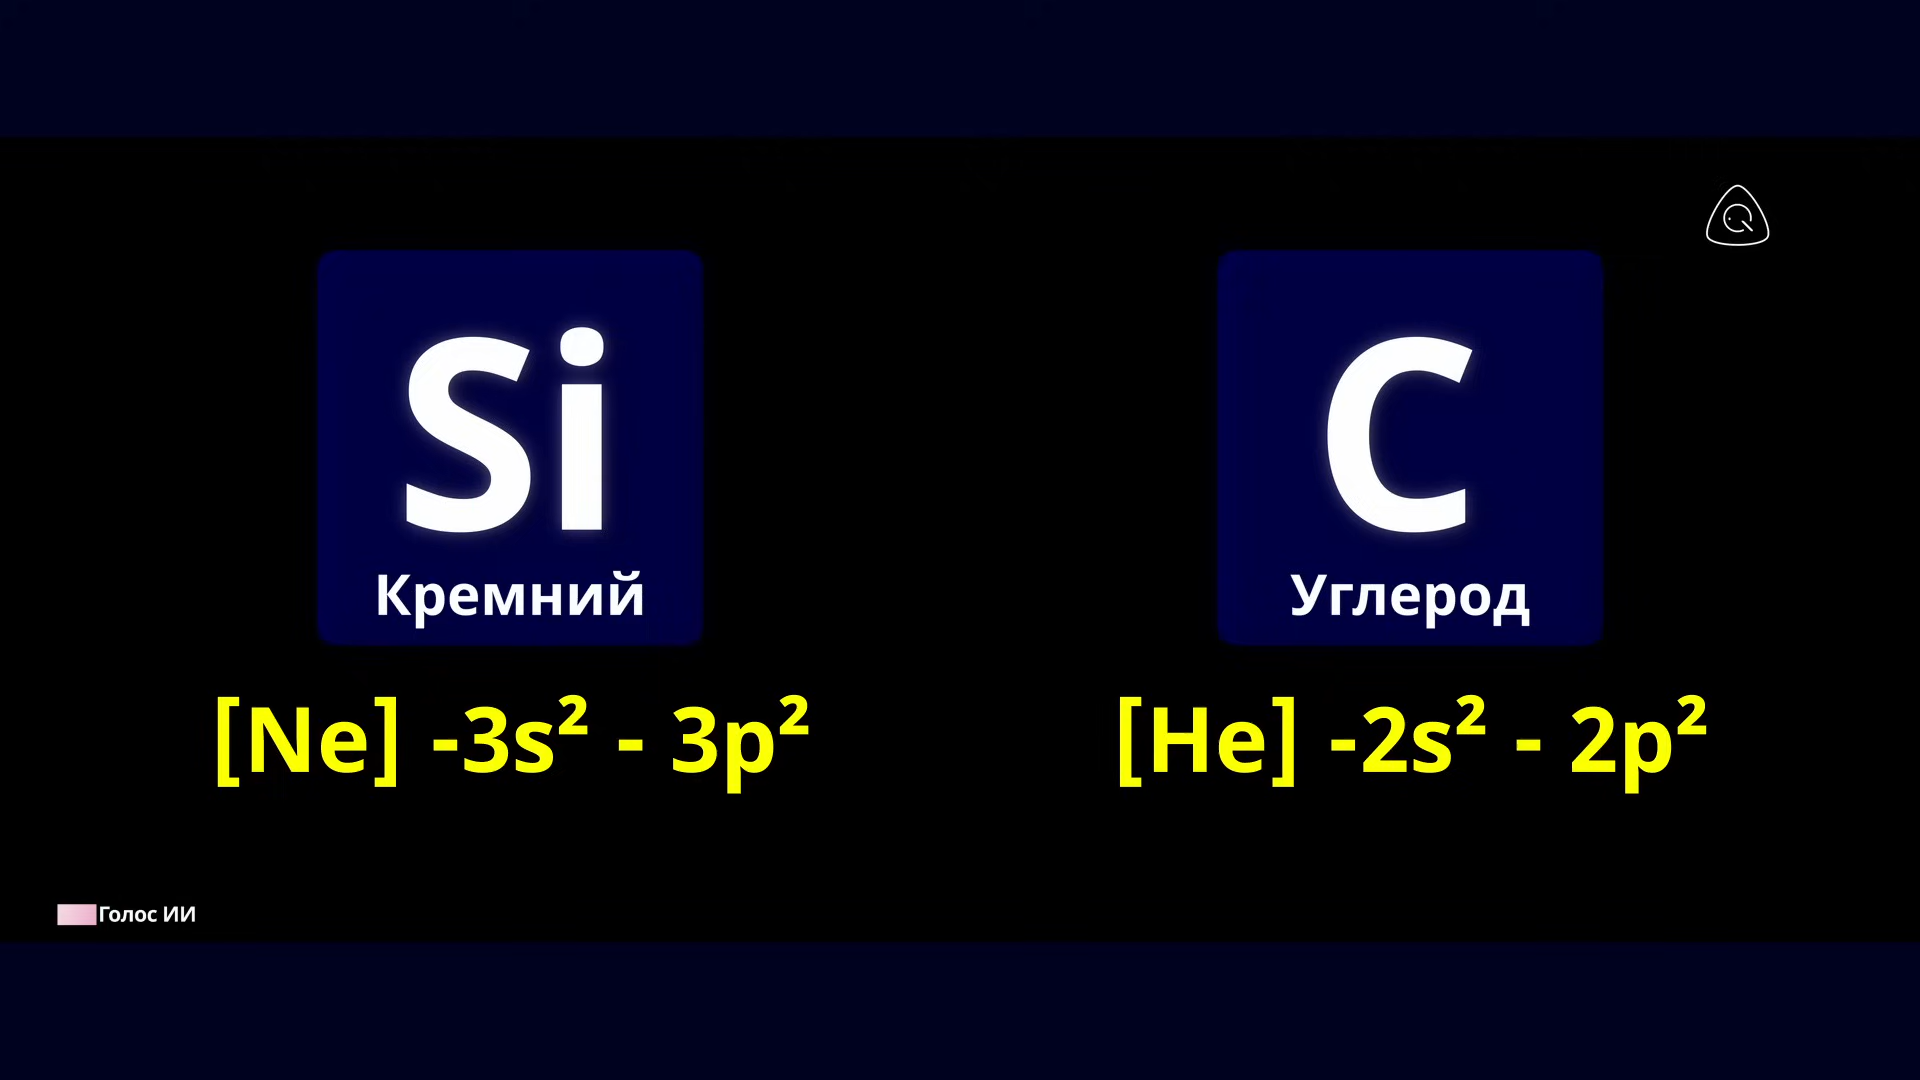 Si
Кремний
[Ne] -3s² - 3p²
C
Углерод
[He] -2s² - 2p²
Голос ИИ